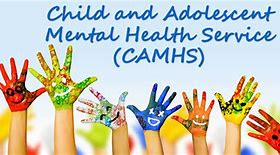 Child and Adolescent
Mental Health Service
(CAMHS)